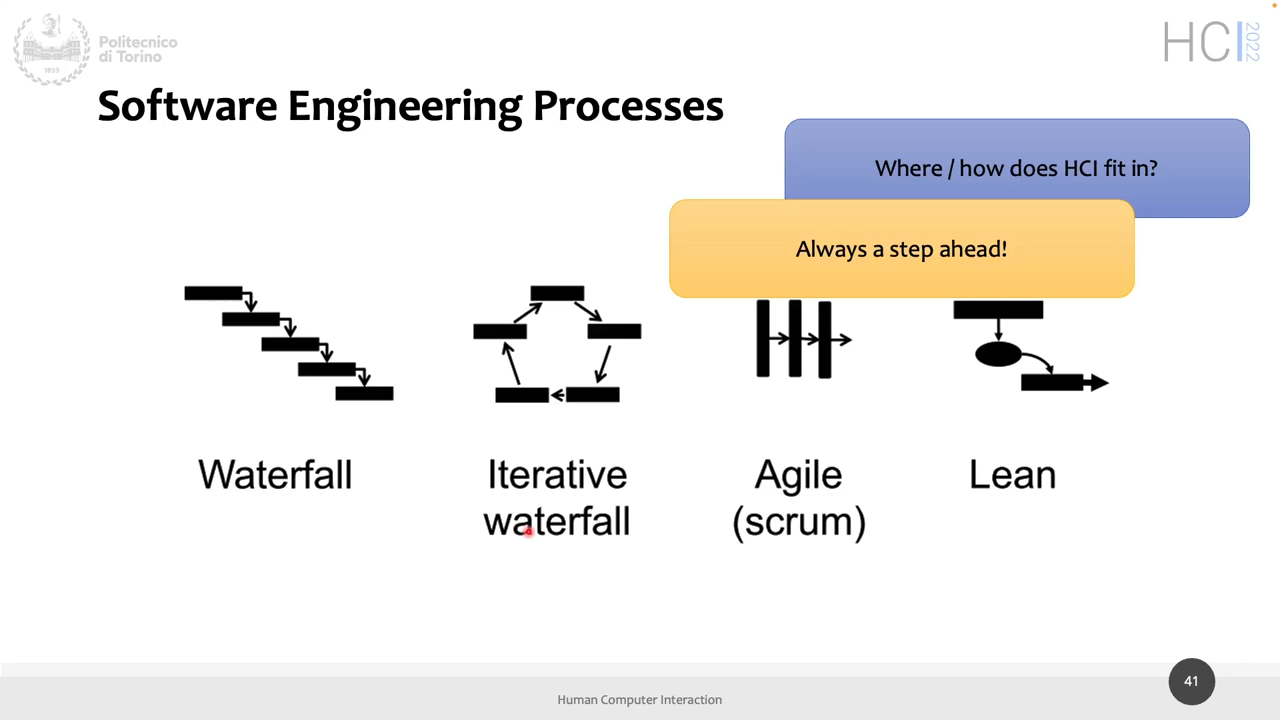 Politecnico
di Torino
1859
HCI
2022
Software Engineering Processes
Where / how does HCI fit in?
Always a step ahead!
Waterfall
Iterative
waterfall
Agile
(scrum)
Lean
Human Computer Interaction
41